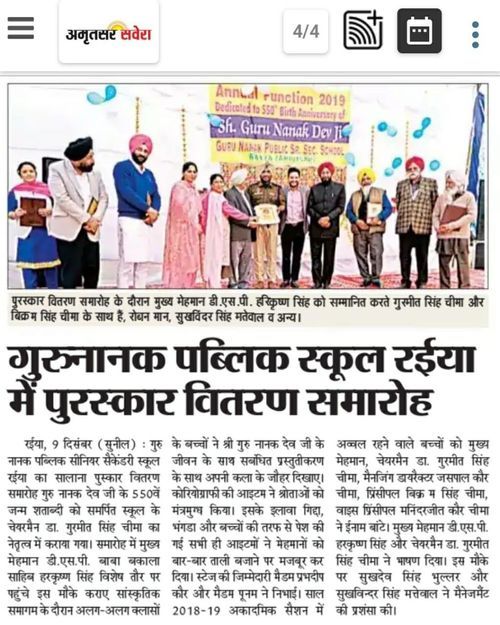 अमृतसर सवेरा
4/4
Annual Function 2019
Dedicated to 550th Birth Anniversary of
Sh. Guru Nanak Dev Ji
GURU NANAK PUBLIC SR. SEC. SCHOOL
पुरस्कार वितरण समारोह के दौरान मुख्य मेहमान डी.एस.पी. हरिकृष्ण सिंह को सम्मानित करते गुरमीत सिंह चीमा और
बिक्रम सिंह चीमा के साथ हैं, रोधन मान, सुखविंदर सिंह मतेवाल व अन्य।
गुरुनानक पब्लिक स्कूल रईया
में पुरस्कार वितरण समारोह
रईया, 9 दिसंबर (सुनील) : गुरु
नानक पब्लिक सीनियर सैकेंडरी स्कूल
रईया का सालाना पुस्कार वितरण
समारोह गुरु नानक देव जी के 550वें
जन्म शताब्दी को समर्पित स्कूल के
चेयरमैन डा. गुरमीत सिंह चीमा का
नेतृत्व में कराया गया। समारोह में मुख्य
मेहमान डी.एस.पी. बाबा बकाला
साहिब हरकृष्ण सिंह विशेष तौर पर
पहुंचे इस मौके कराए सांस्कृतिक
समागम के दौरान अलग-अलग क्लासों
के बच्चों ने श्री गुरु नानक देव जी के
जीवन के साथ सबंधित प्रस्तुतीकरण
के साथ अपनी कला के जौहर दिखाए।
कोरियोग्राफी की आइटम ने श्रोताओं को
मंत्रमुग्ध किया। इसके इलावा गिद्दा,
भंगडा और बच्चों की तरफ से पेश की
गई सभी ही आइटमों ने मेहमानों को
बार-बार ताली बजाने पर मजबूर कर
दिया। स्टेज की जिम्मेदारी मैडम प्रभदीप
कौर और मैडम पूनम ने निभाई। साल
2018-19 अकादमिक सैशन में
अव्वल रहने वाले बच्चों को मुख्य
मेहमान, चेयरमैन डा. गुरमीत सिंह
चीमा, मैनजिंग डायरैक्टर जसपाल कौर
चीमा, प्रिंसीपल बिक्र म सिंह चीमा,
वाइस प्रिंसीपल मनिंदरजीत कौर चीमा
ने ईनाम बांटे। मुख्य मेहमान डी.एस.पी.
हरकृष्ण सिंह और चेयरमैन डा. गुरमीत
सिंह चीमा ने भाषण दिया। इस मौके
पर सुखदेव सिंह भुल्लर और
सुखविन्दर सिंह मत्तेवाल ने मैनेजमैंट
की प्रशंसा की।